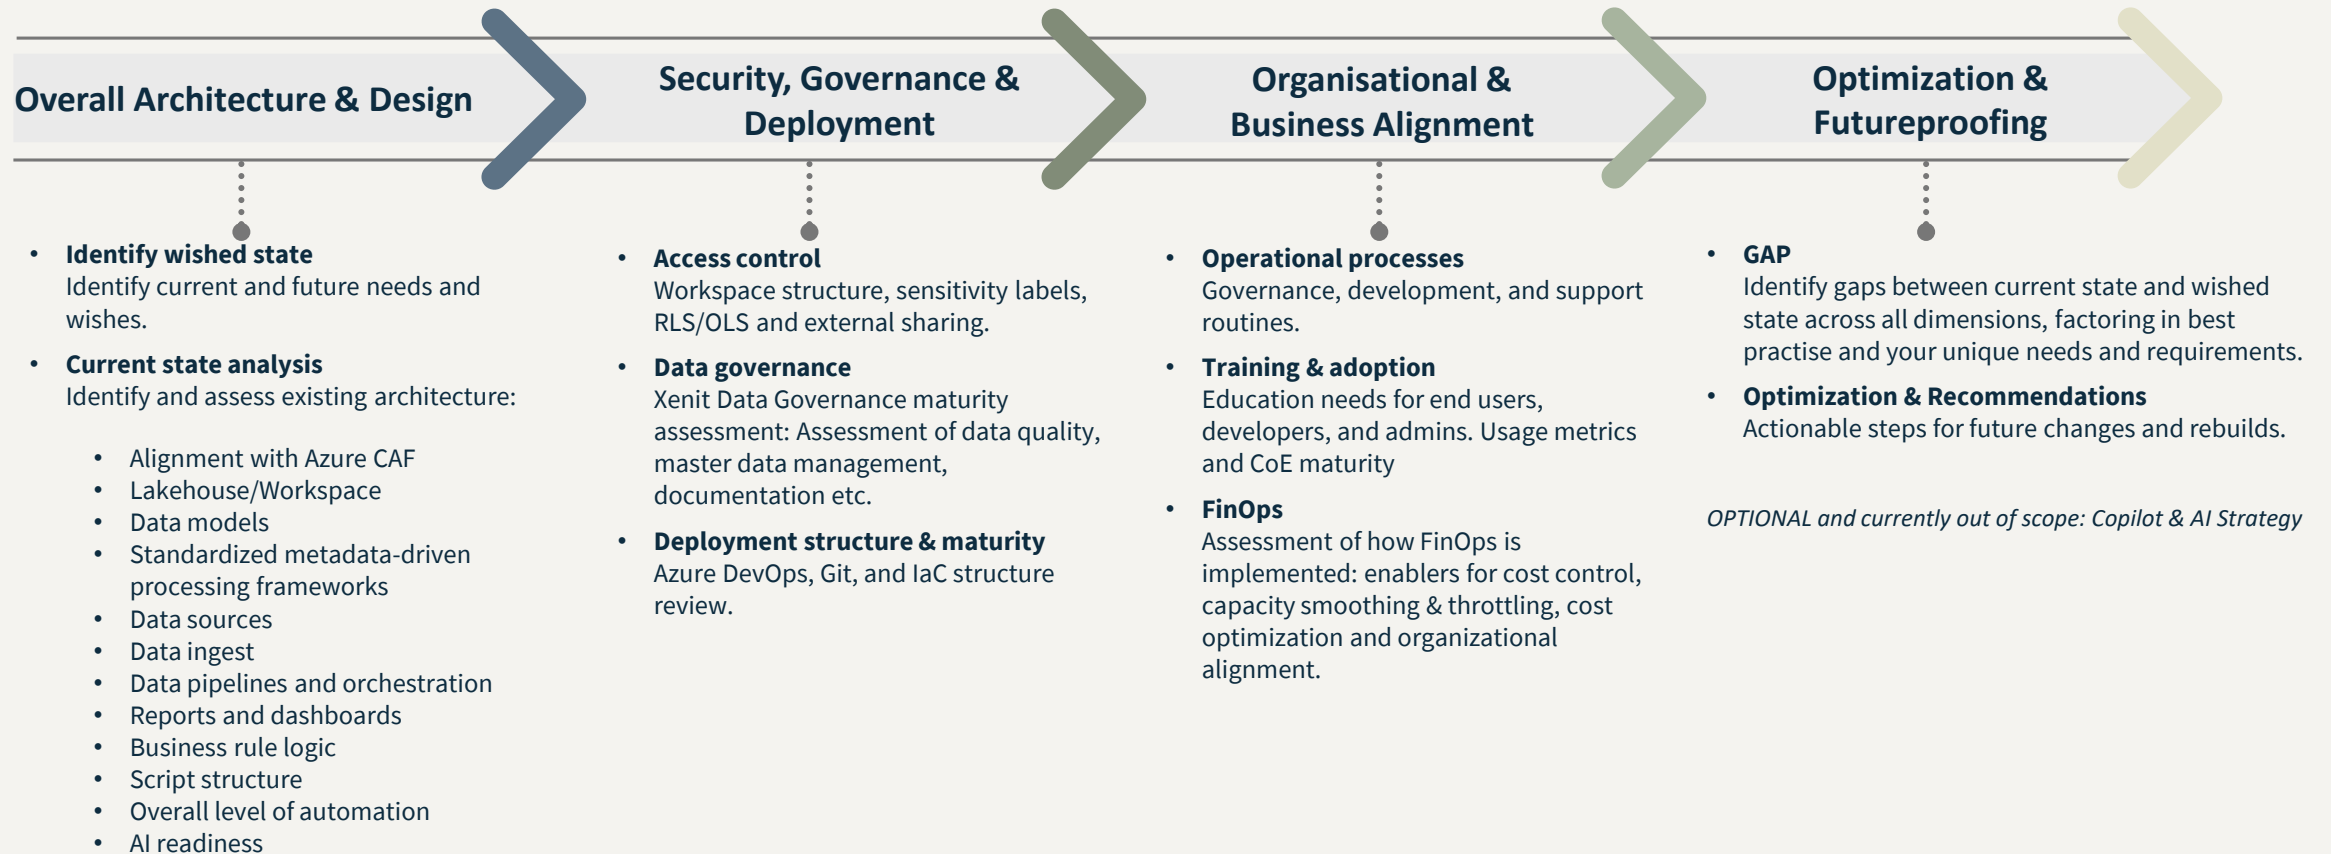 Overall Architecture & Design
Security, Governance &
Deployment
Organisational &
Business Alignment
Optimization &
Futureproofing
• Identify wished state
Identify current and future needs and
wishes.
• Current state analysis
Identify and assess existing architecture:
• Alignment with Azure CAF
• Lakehouse/Workspace
• Data models
• Standardized metadata-driven
processing frameworks
• Data sources
• Data ingest
• Data pipelines and orchestration
• Reports and dashboards
• Business rule logic
• Script structure
• Overall level of automation
• AI readiness
• Access control
Workspace structure, sensitivity labels,
RLS/OLS and external sharing.
• Data governance
Xenit Data Governance maturity
assessment: Assessment of data quality,
master data management,
documentation etc.
• Deployment structure & maturity
Azure DevOps, Git, and IaC structure
review.
• Operational processes
Governance, development, and support
routines.
• Training & adoption
Education needs for end users,
developers, and admins. Usage metrics
and CoE maturity
• FinOps
Assessment of how FinOps is
implemented: enablers for cost control,
capacity smoothing & throttling, cost
optimization and organizational
alignment.
• GAP
Identify gaps between current state and wished
state across all dimensions, factoring in best
practise and your unique needs and requirements.
• Optimization & Recommendations
Actionable steps for future changes and rebuilds.
OPTIONAL and currently out of scope: Copilot & AI Strategy